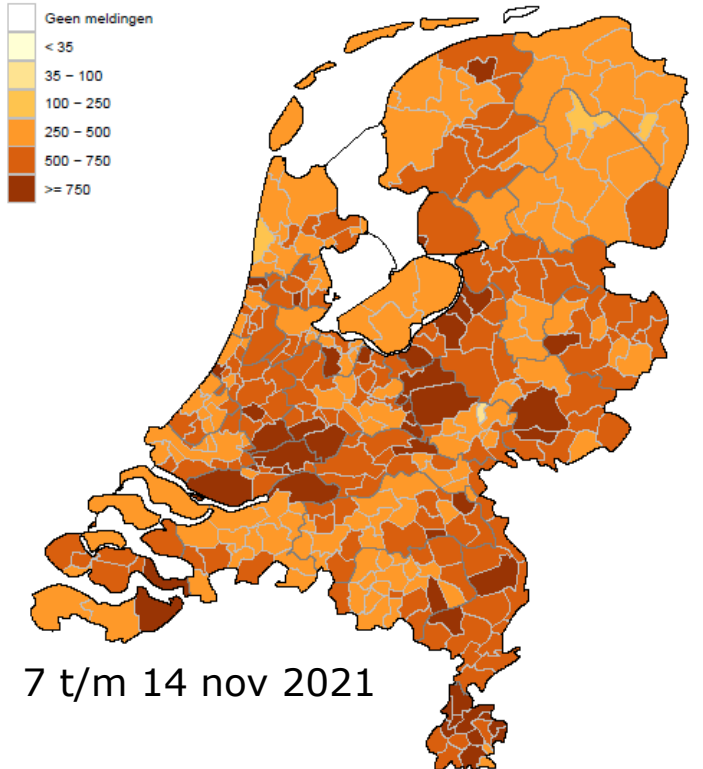 Geen meldingen
< 35
35 – 100
100 – 250
250 – 500
500 – 750
>= 750
7 t/m 14 nov 2021